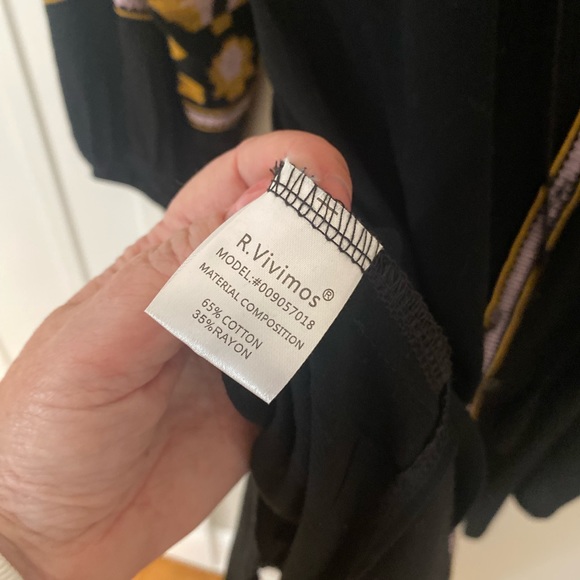 R.Vivimos®
MODEL:#009057018
MATERIAL COMPOSITION
65% COTTON
35%RAYON